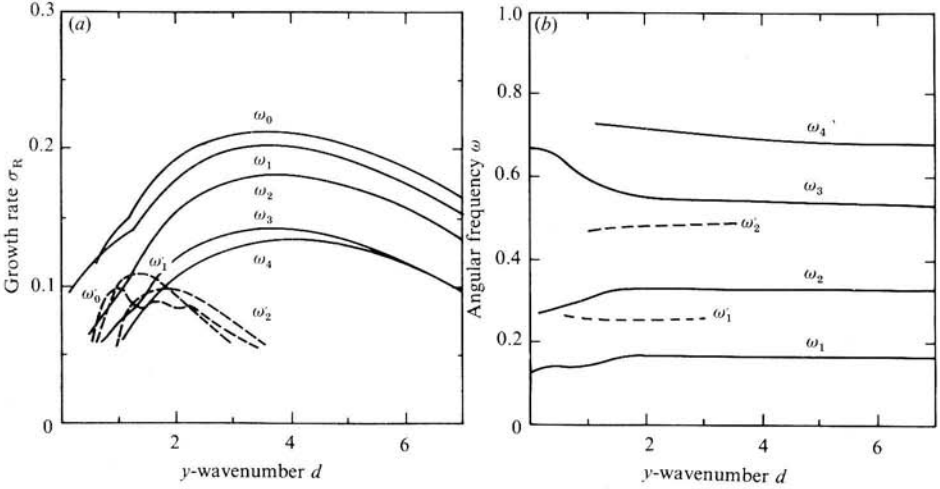 (a)
0.3
0.2
0.1
0
2
4
6
Growth rate σR
y-wavenumber d
ω0
ω1
ω2
ω3
ω4
ω'0
ω'1
ω'2
(b)
1.0
0.8
0.6
0.4
0.2
0
2
4
6
Angular frequency ω
y-wavenumber d
ω4
ω3
ω'2
ω2
ω'1
ω1